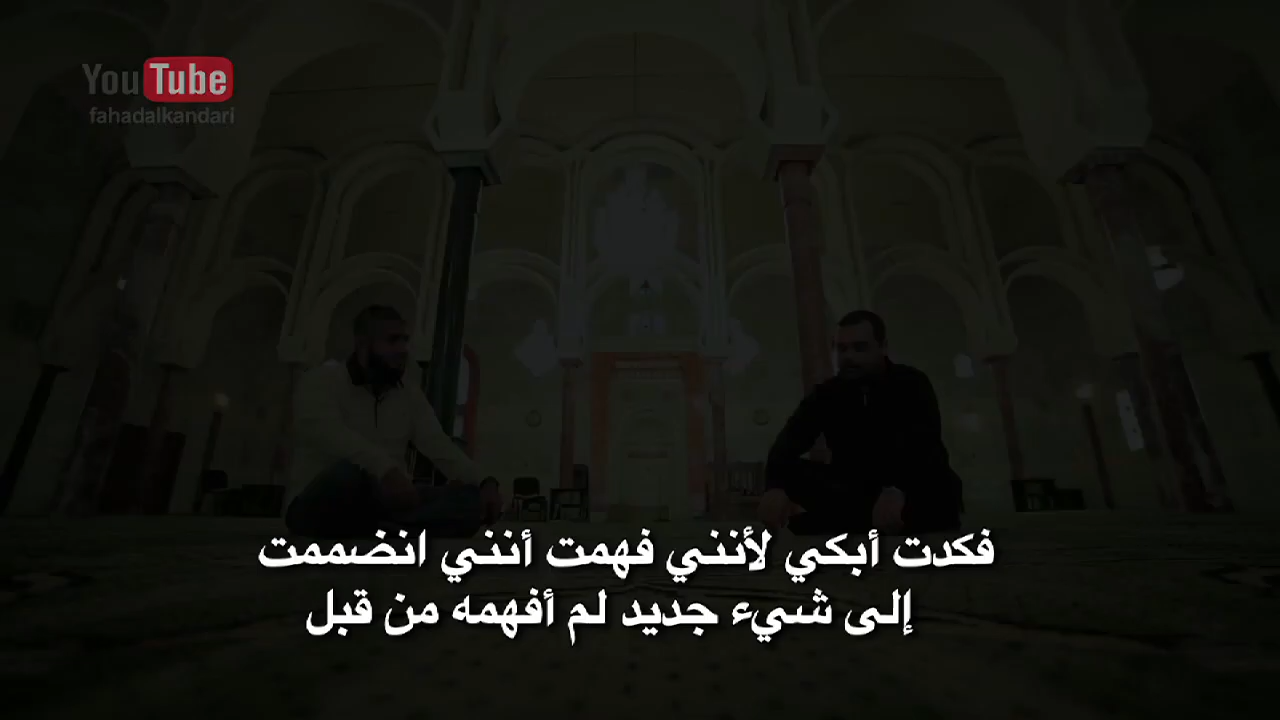 YouTube
fahadalkandari
فكدت أبكي لأنني فهمت أنني انضممت
إلى شيء جديد لم أفهمه من قبل